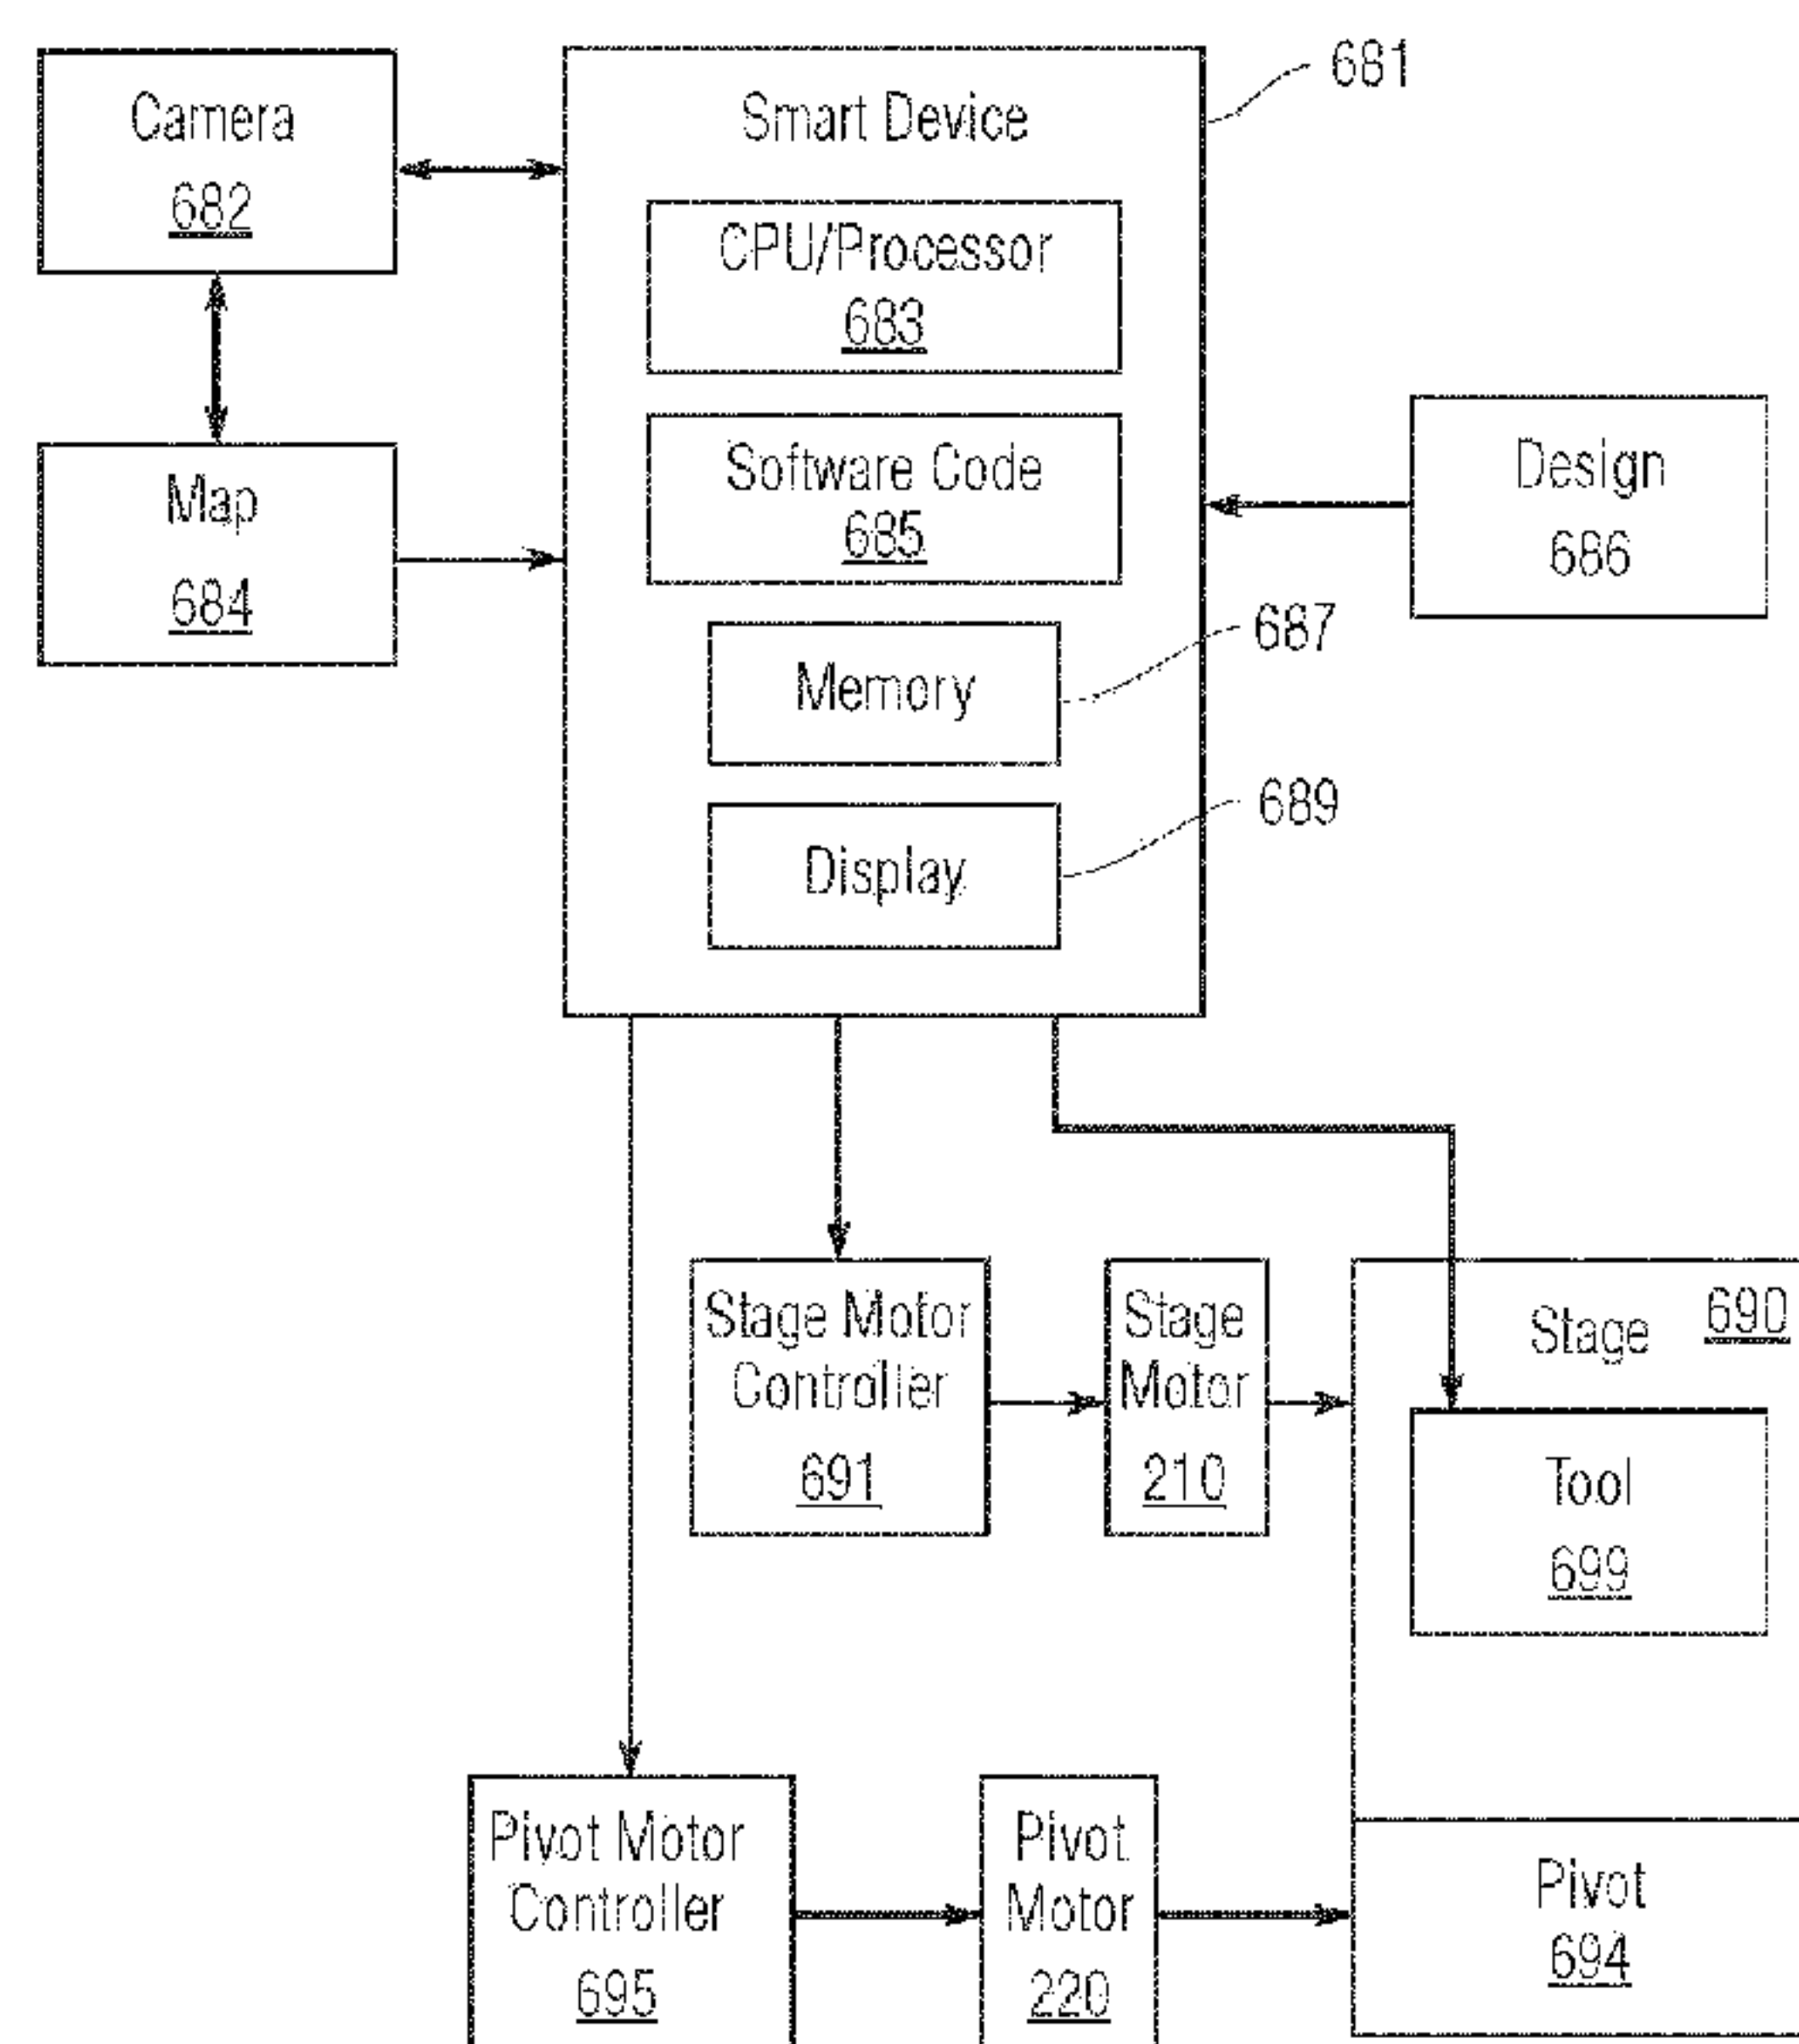 Camera
682
Smart Device
681
CPU/Processor
683
Software Code
685
Map
684
Design
686
Memory
687
Display
689
Stage Motor
Controller
691
Stage
Motor
210
Stage
690
Tool
699
Pivot Motor
Controller
695
Pivot
Motor
220
Pivot
694